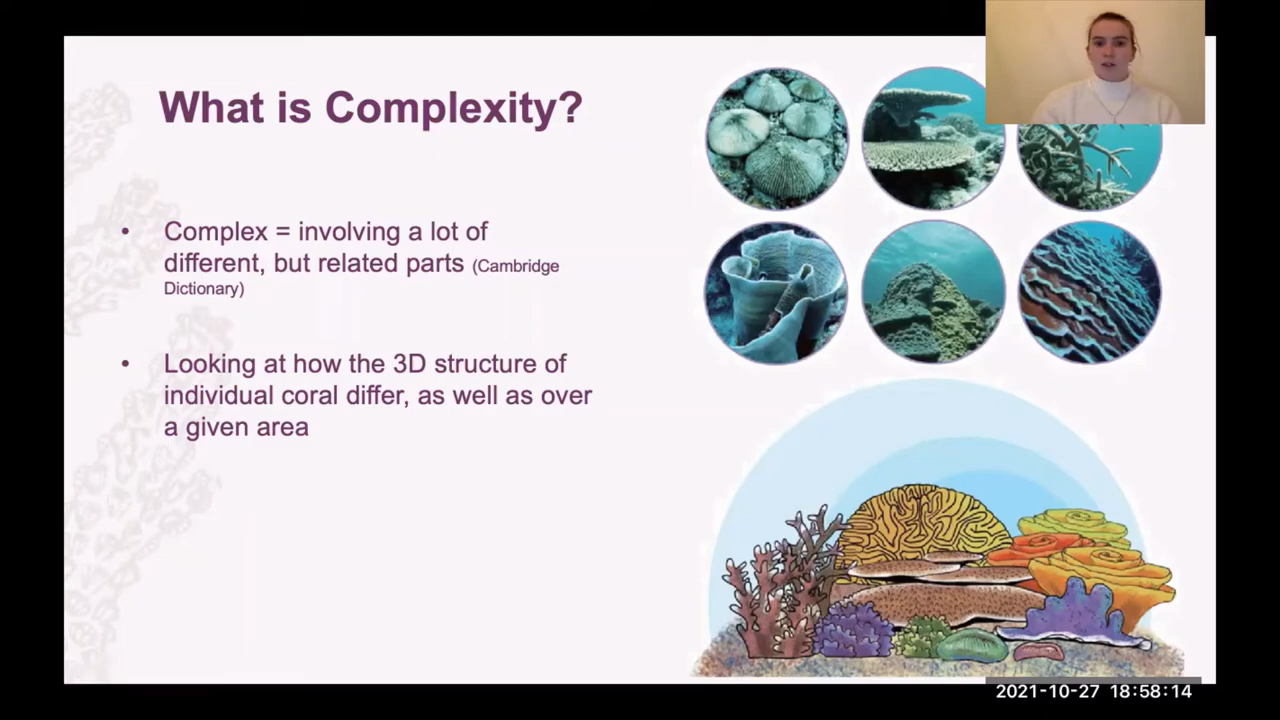 What is Complexity?
• Complex = involving a lot of
different, but related parts (Cambridge
Dictionary)
• Looking at how the 3D structure of
individual coral differ, as well as over
a given area
2021-10-27 18:58:14